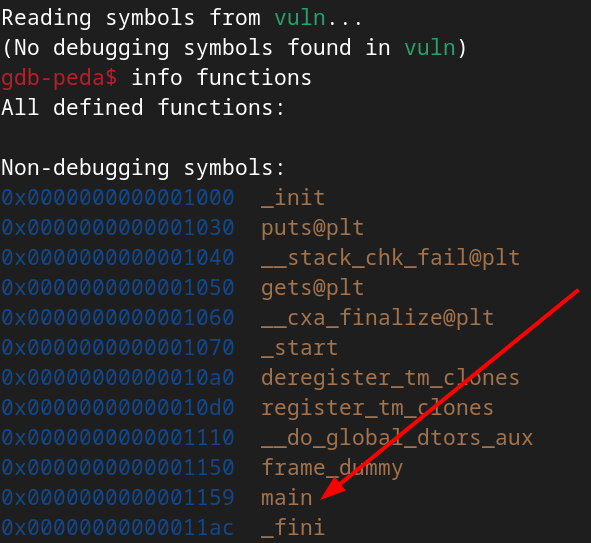 Reading symbols from vuln...
(No debugging symbols found in vuln)
gdb-peda$ info functions
All defined functions:
Non-debugging symbols:
0x0000000000001000  _init
0x0000000000001030  puts@plt
0x0000000000001040  __stack_chk_fail@plt
0x0000000000001050  gets@plt
0x0000000000001060  __cxa_finalize@plt
0x0000000000001070  _start
0x00000000000010a0  deregister_tm_clones
0x00000000000010d0  register_tm_clones
0x0000000000001110  __do_global_dtors_aux
0x0000000000001150  frame_dummy
0x0000000000001159  main
0x00000000000011ac  _fini